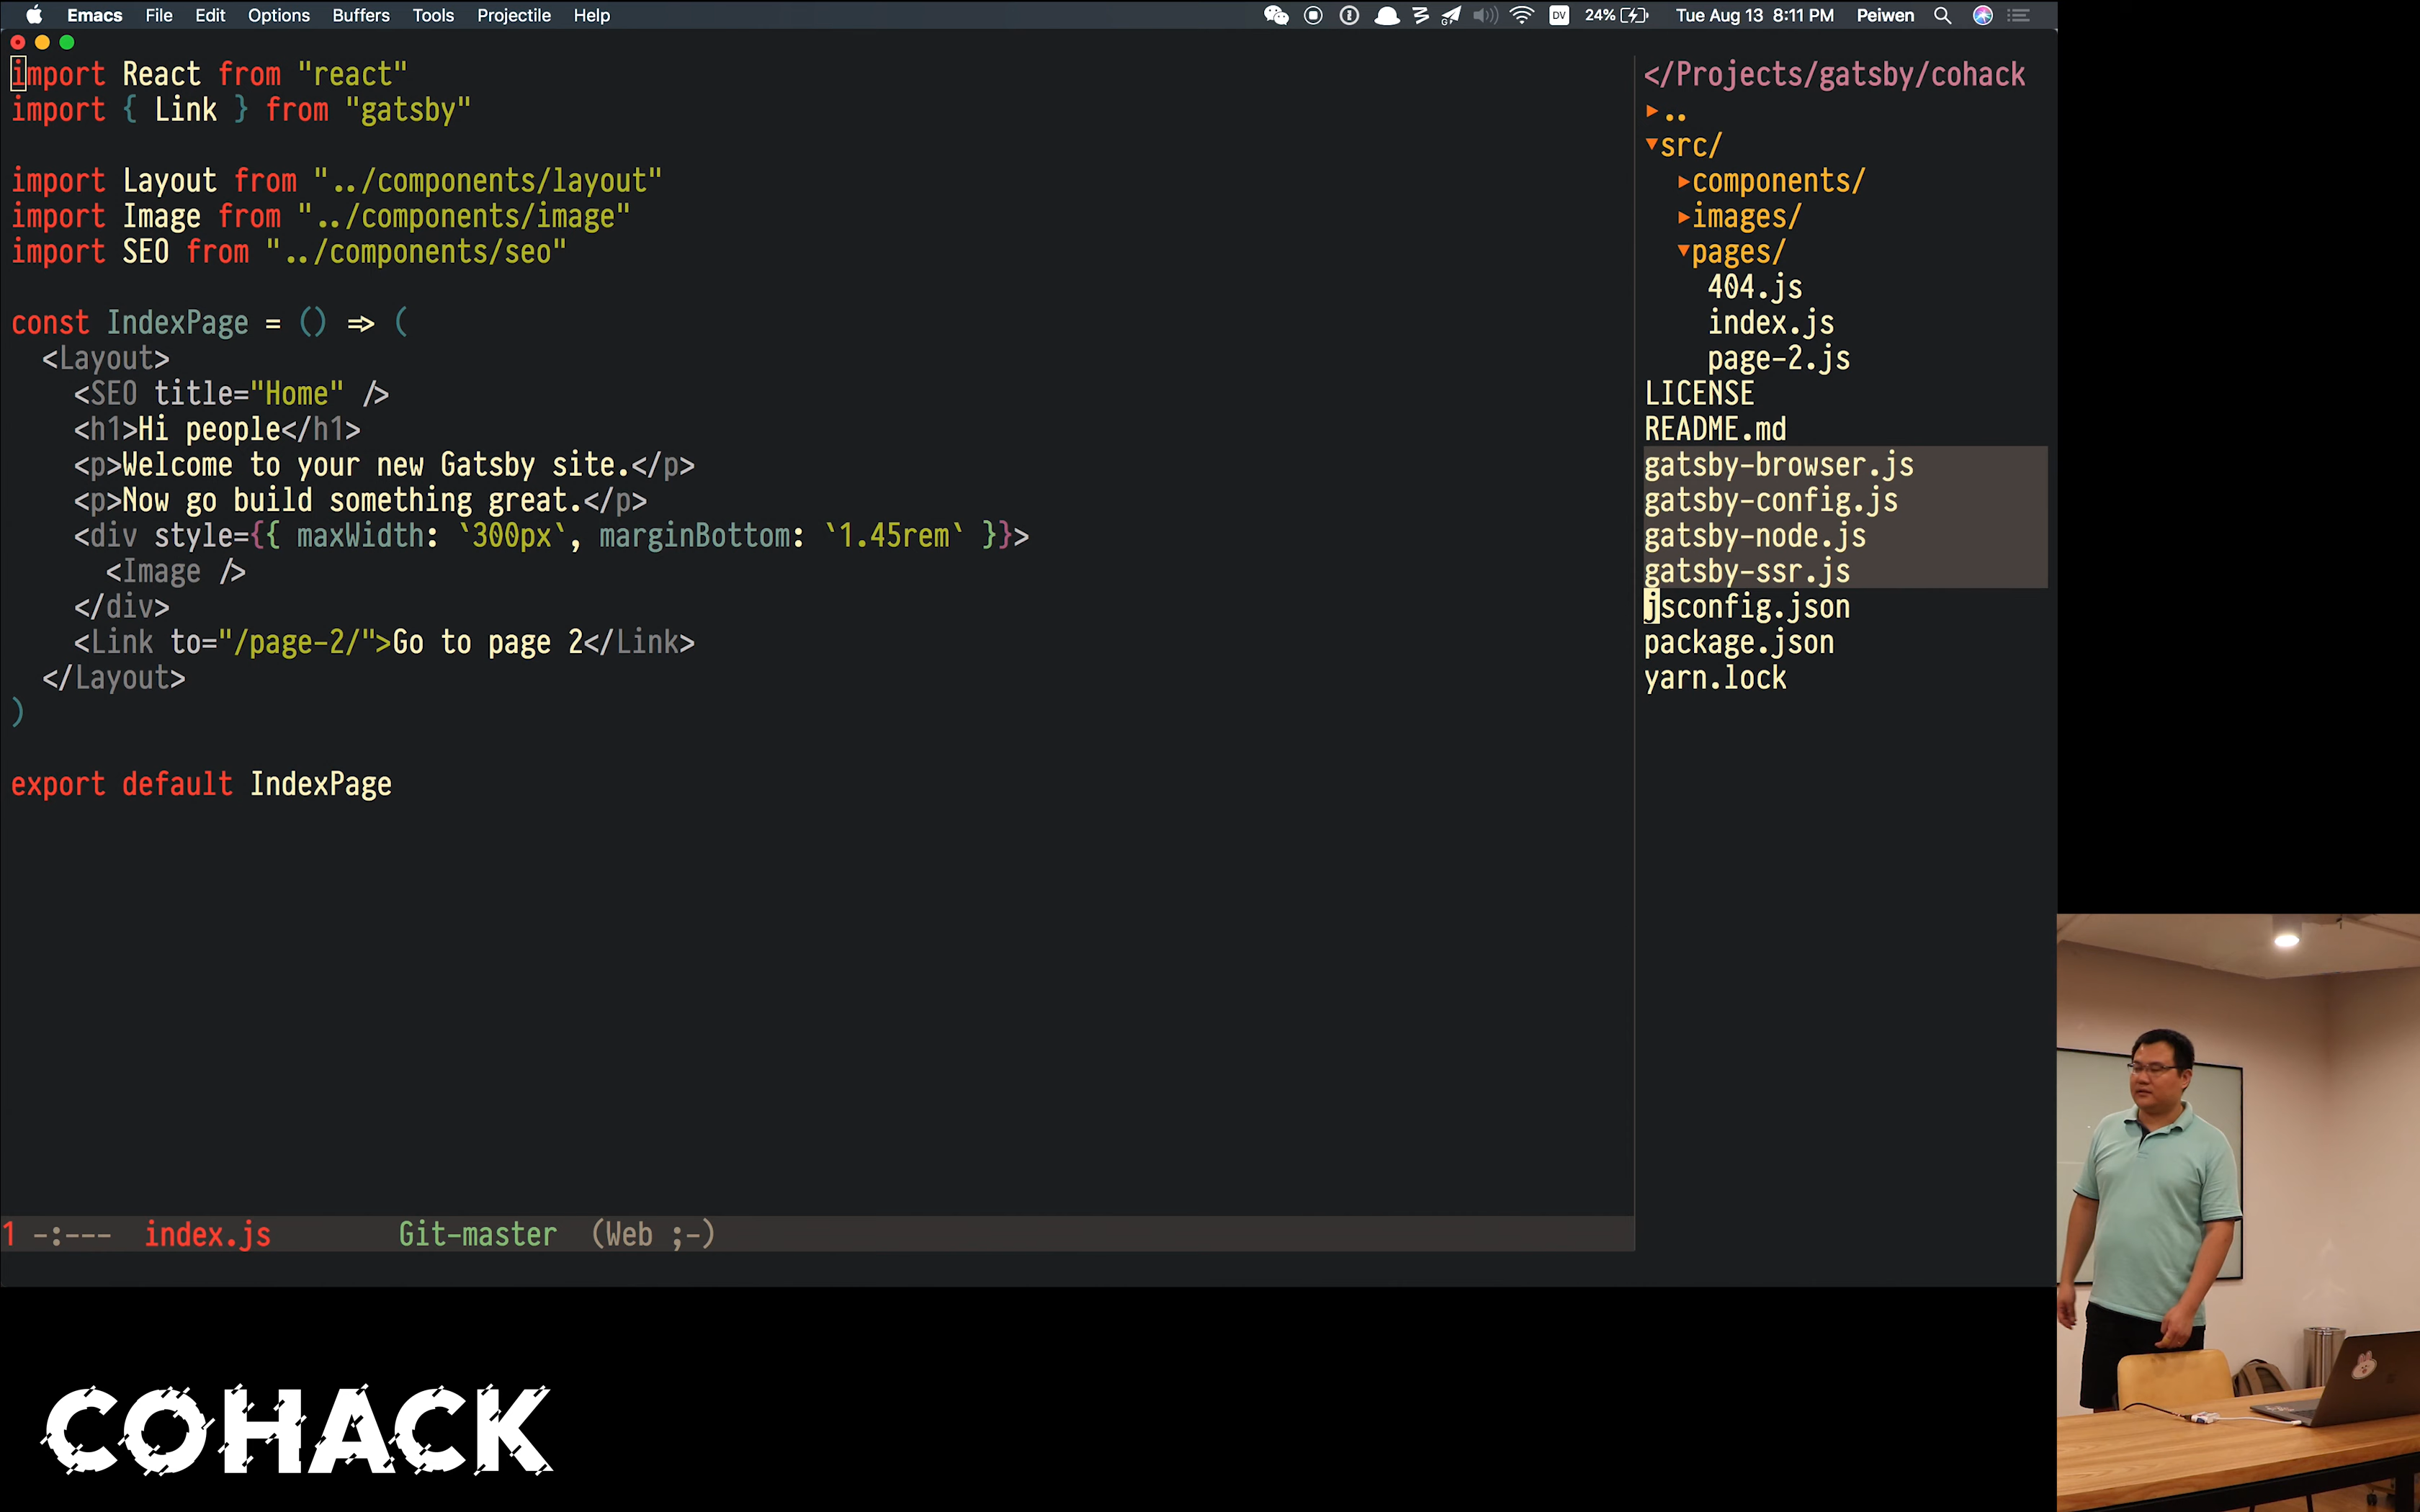 Emacs File Edit Options Buffers Tools Projectile Help
DV 24% Tue Aug 13 8:11 PM Peiwen
import React from "react"
import { Link } from "gatsby"
import Layout from "../components/layout"
import Image from "../components/image"
import SEO from "../components/seo"
const IndexPage = () => (
<Layout>
<SEO title="Home" />
<h1>Hi people</h1>
<p>Welcome to your new Gatsby site.</p>
<p>Now go build something great.</p>
<div style={{ maxWidth: `300px`, marginBottom: `1.45rem` }}>
<Image />
</div>
<Link to="/page-2/">Go to page 2</Link>
</Layout>
)
export default IndexPage
1 -:--- index.js Git-master (Web ;-)
</Projects/gatsby/cohack
▸..
▾src/
▸components/
▸images/
▾pages/
404.js
index.js
page-2.js
LICENSE
README.md
gatsby-browser.js
gatsby-config.js
gatsby-node.js
gatsby-ssr.js
jsconfig.json
package.json
yarn.lock
COHACK